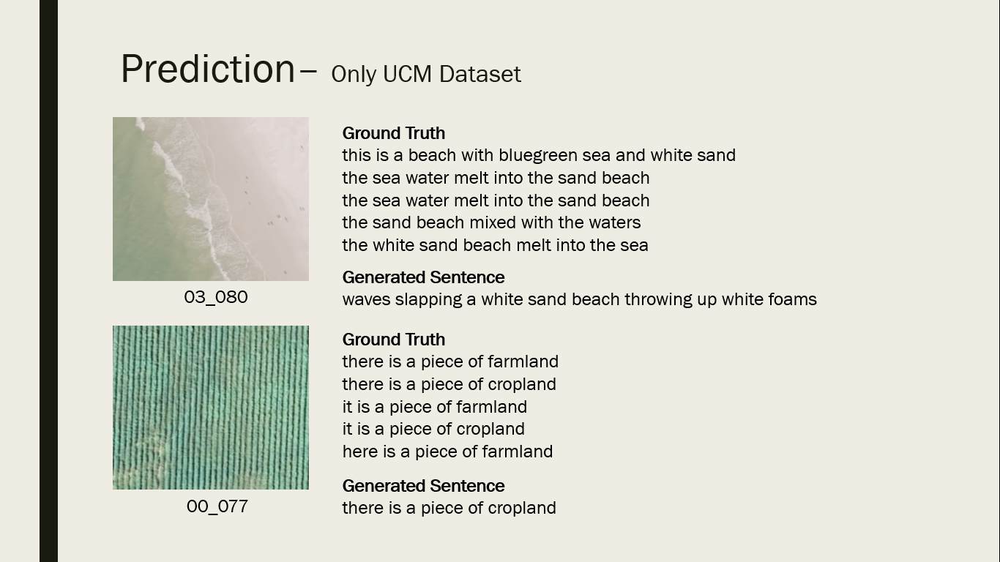 Prediction – Only UCM Dataset
Ground Truth
this is a beach with bluegreen sea and white sand
the sea water melt into the sand beach
the sea water melt into the sand beach
the sand beach mixed with the waters
the white sand beach melt into the sea
Generated Sentence
waves slapping a white sand beach throwing up white foams
03_080
Ground Truth
there is a piece of farmland
there is a piece of cropland
it is a piece of farmland
it is a piece of cropland
here is a piece of farmland
Generated Sentence
there is a piece of cropland
00_077